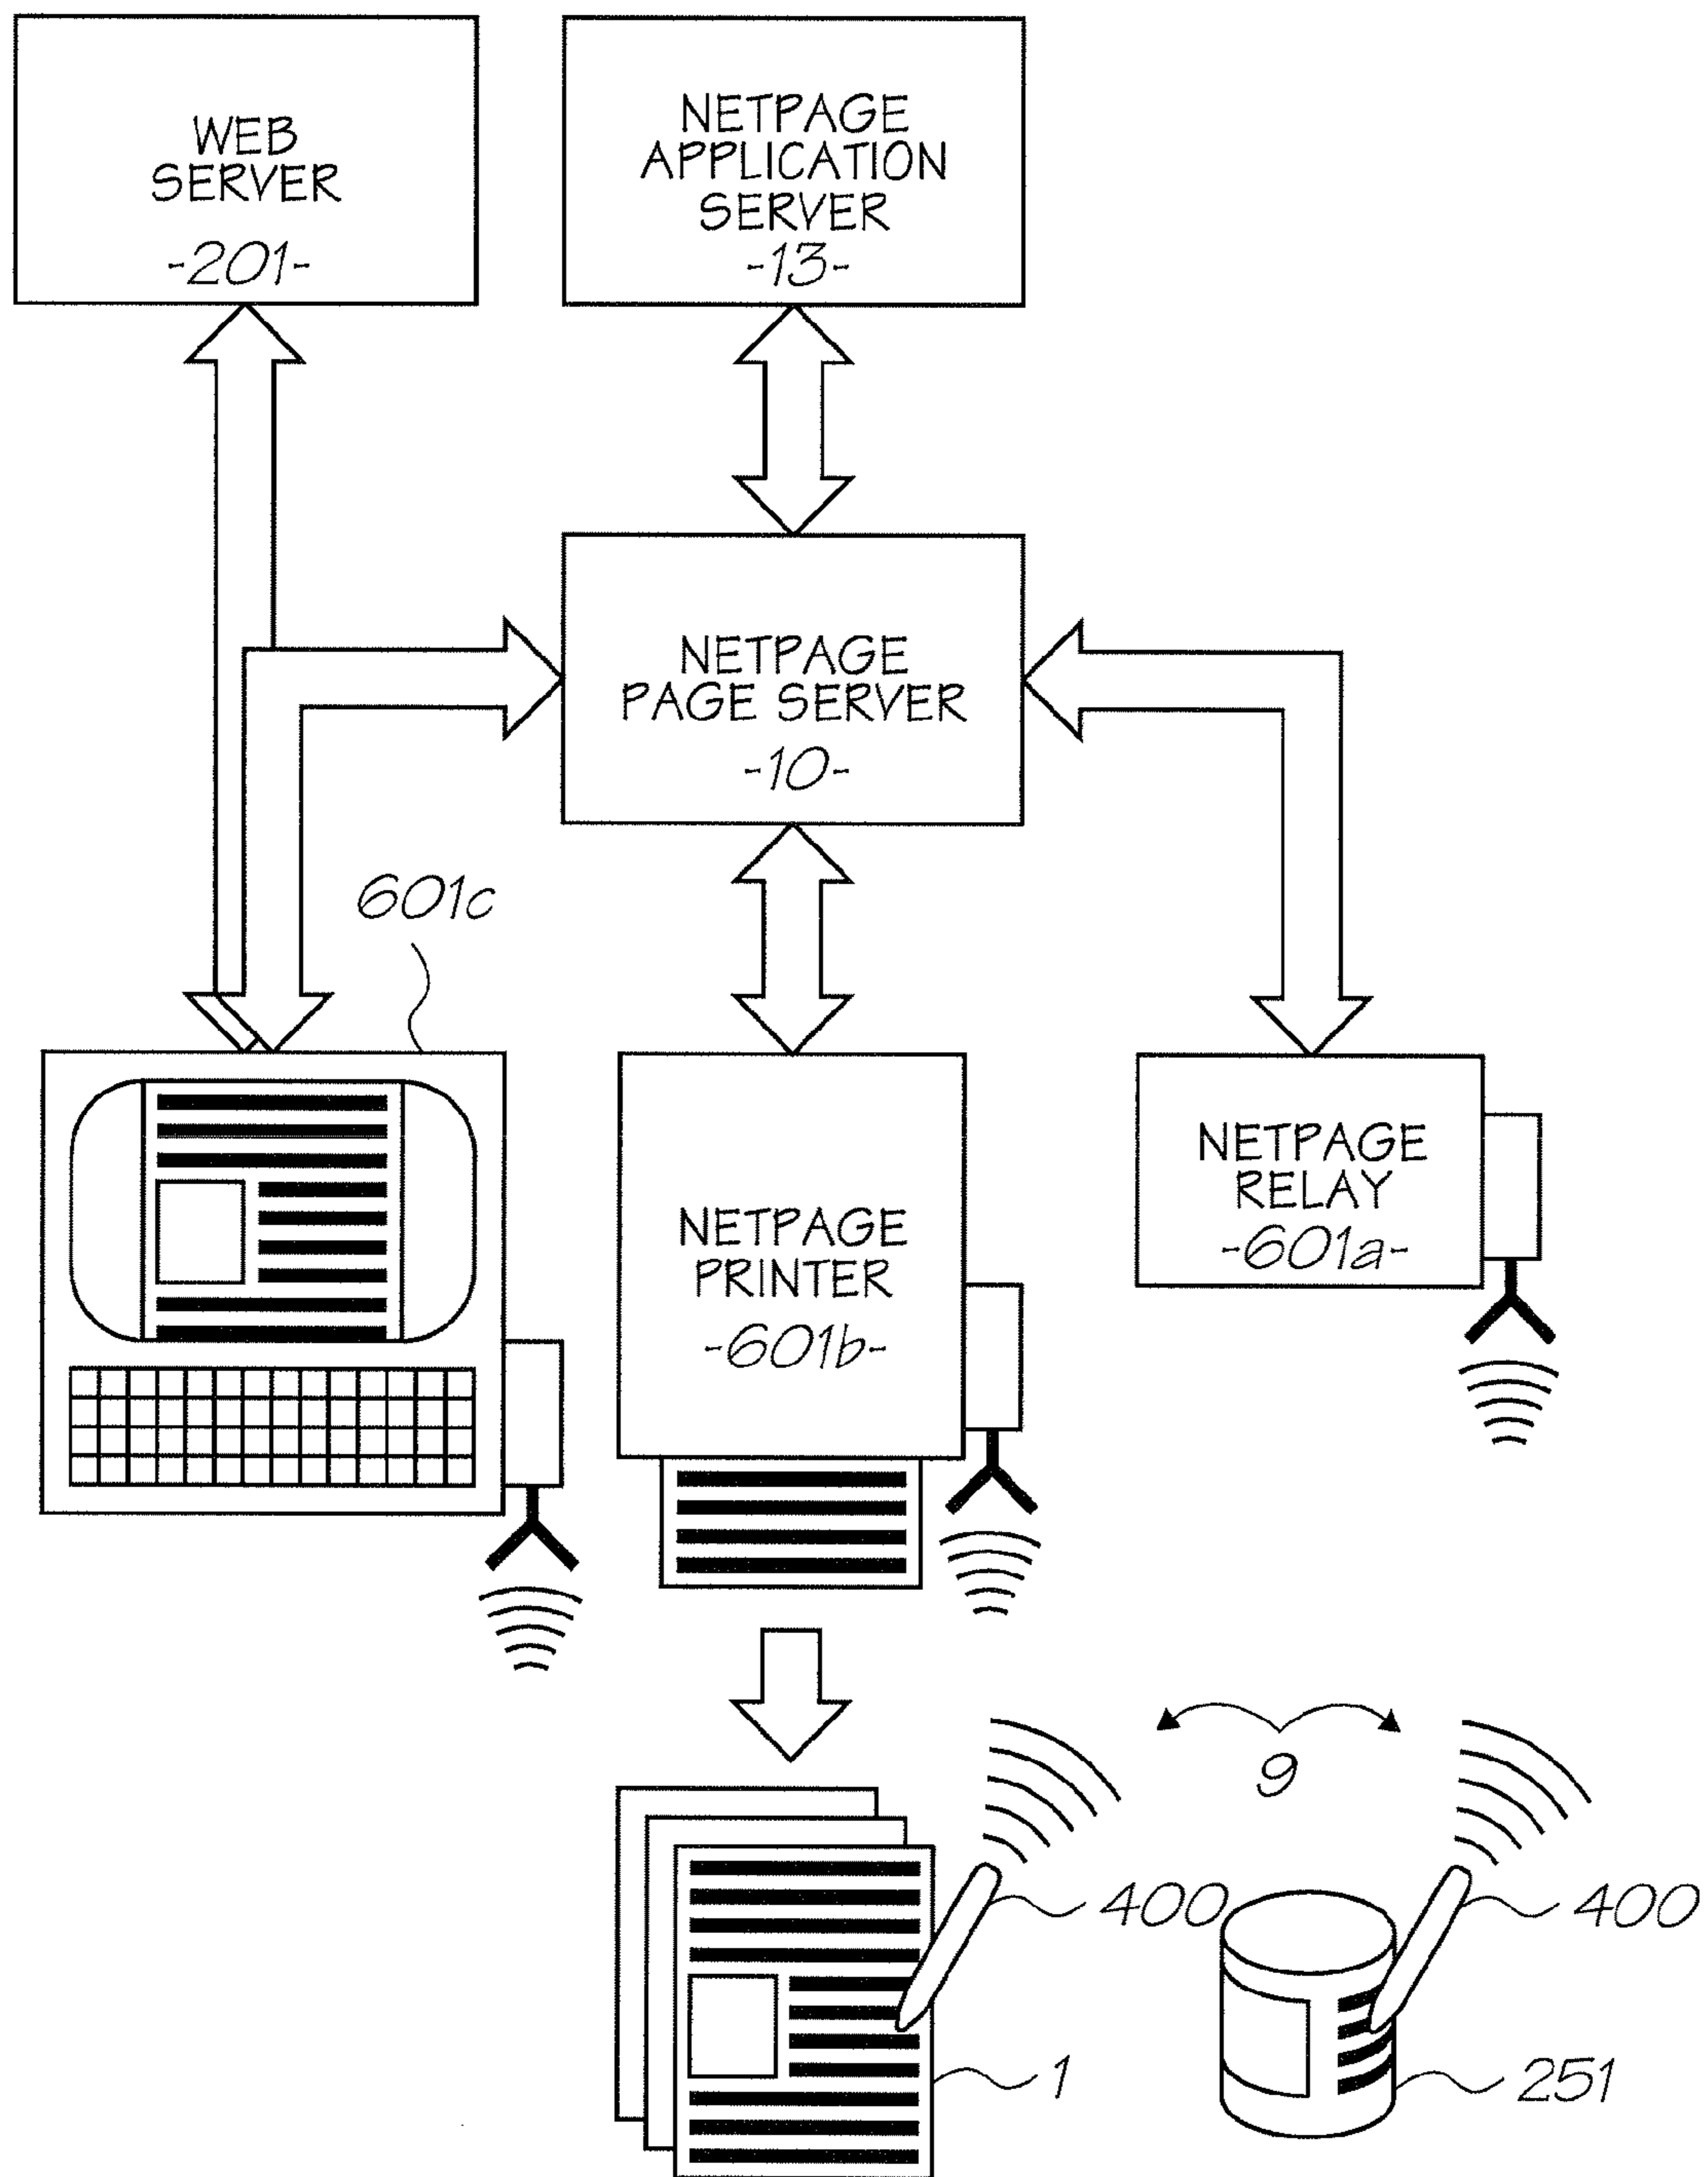 WEB
SERVER
-201-
NETPAGE
APPLICATION
SERVER
-13-
NETPAGE
PAGE SERVER
-10-
601c
NETPAGE
PRINTER
-601b-
NETPAGE
RELAY
-601a-
9
400
400
1
251